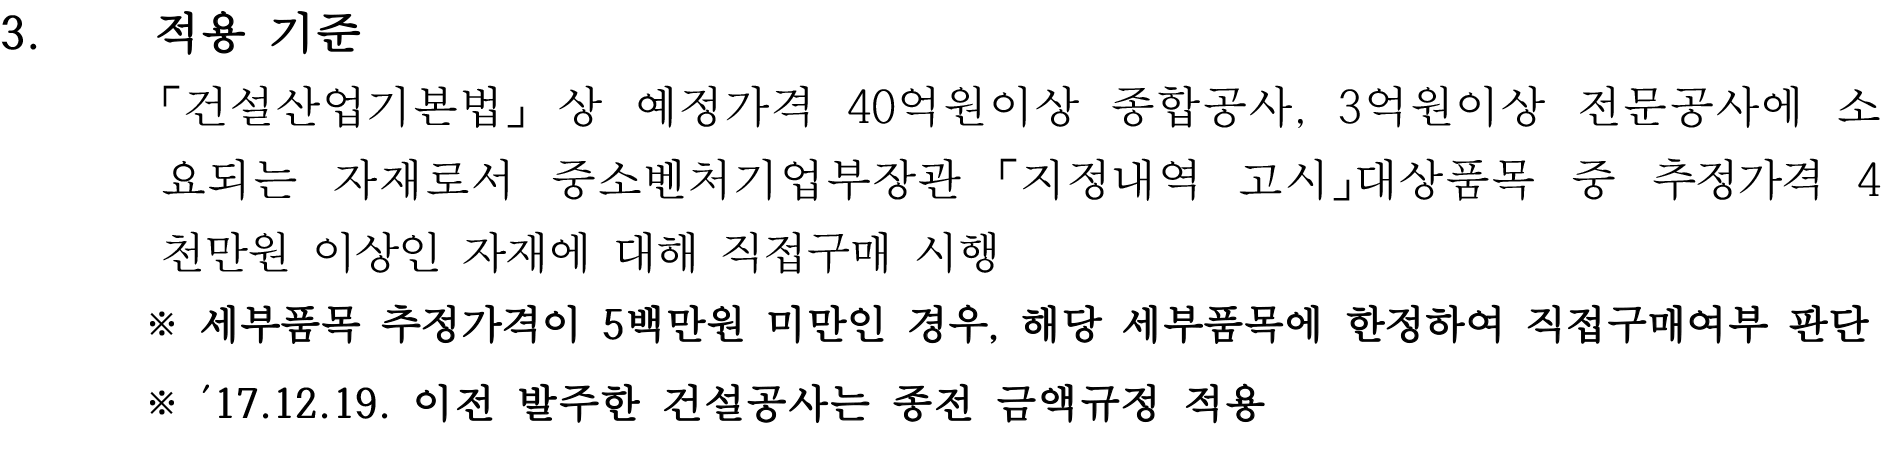 3. 적용 기준
「건설산업기본법」 상 예정가격 40억원이상 종합공사, 3억원이상 전문공사에 소
요되는 자재로서 중소벤처기업부장관 「지정내역 고시」대상품목 중 추정가격 4
천만원 이상인 자재에 대해 직접구매 시행
※ 세부품목 추정가격이 5백만원 미만인 경우, 해당 세부품목에 한정하여 직접구매여부 판단
※ ′17.12.19. 이전 발주한 건설공사는 종전 금액규정 적용